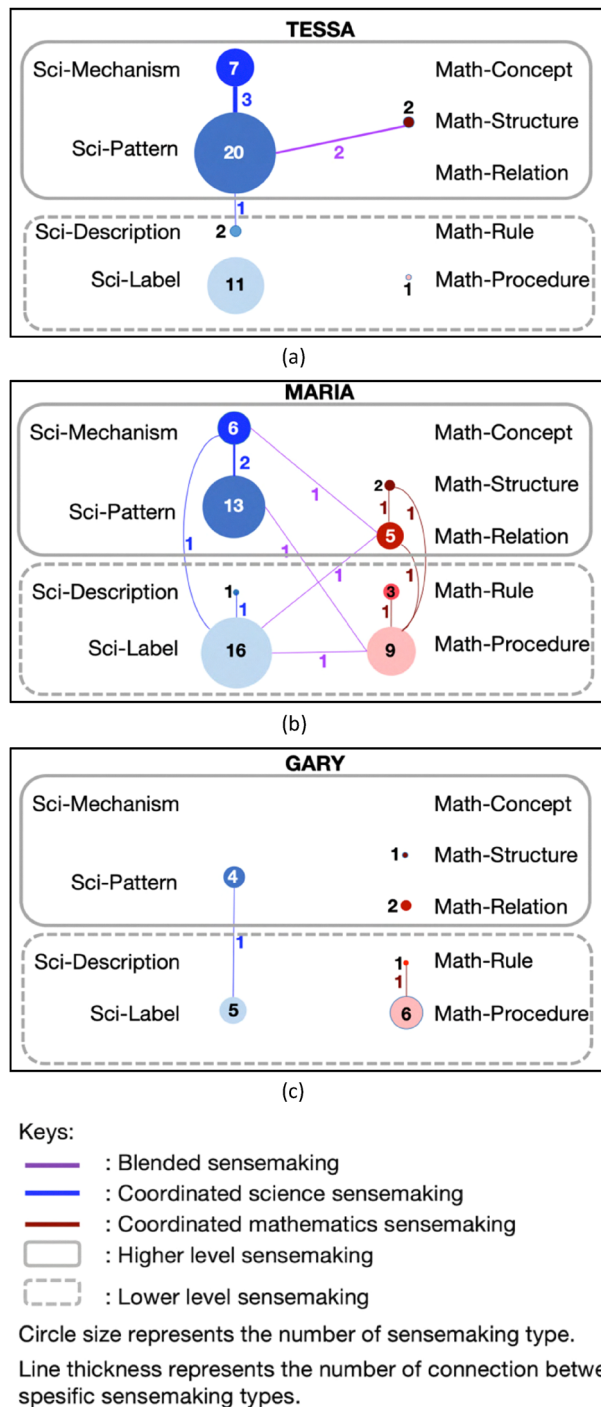 TESSA
Sci-Mechanism 7 Math-Concept
3
2 Math-Structure
Sci-Pattern 20 2
Math-Relation
1
Sci-Description 2 Math-Rule
Sci-Label 11 1 Math-Procedure
(a)
MARIA
Sci-Mechanism 6 Math-Concept
2
1 2 Math-Structure
Sci-Pattern 13 1 1
1 1 5 Math-Relation
1 1
Sci-Description 1 3 Math-Rule
1 1
Sci-Label 16 1 9 Math-Procedure
(b)
GARY
Sci-Mechanism Math-Concept
1 Math-Structure
Sci-Pattern 4
2 Math-Relation
1
Sci-Description 1 Math-Rule
1
Sci-Label 5 6 Math-Procedure
(c)
Keys:
: Blended sensemaking
: Coordinated science sensemaking
: Coordinated mathematics sensemaking
: Higher level sensemaking
: Lower level sensemaking
Circle size represents the number of sensemaking type.
Line thickness represents the number of connection betwe
spesific sensemaking types.